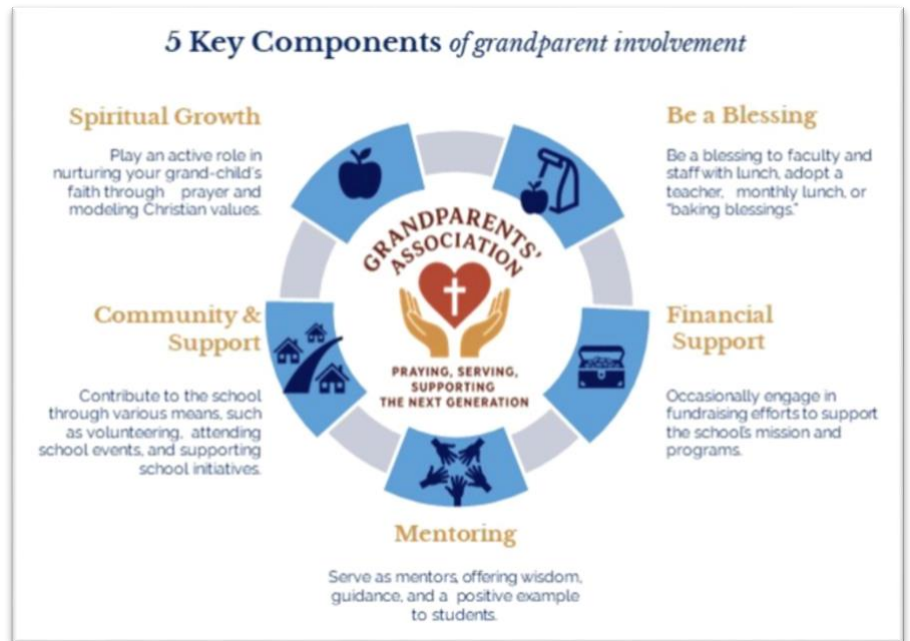 5 Key Components of grandparent involvement
Spiritual Growth
Play an active role in
nurturing your grand-child's
faith through prayer and
modeling Christian values.
Be a Blessing
Be a blessing to faculty and
staff with lunch, adopt a
teacher, monthly lunch, or
"baking blessings."
GRANDPARENTS'
ASSOCIATION
PRAYING, SERVING,
SUPPORTING
THE NEXT GENERATION
Community &
Support
Contribute to the school
through various means, such
as volunteering, attending
school events, and supporting
school initiatives.
Financial
Support
Occasionally engage in
fundraising efforts to support
the school's mission and
programs.
Mentoring
Serve as mentors, offering wisdom,
guidance, and a positive example
to students.